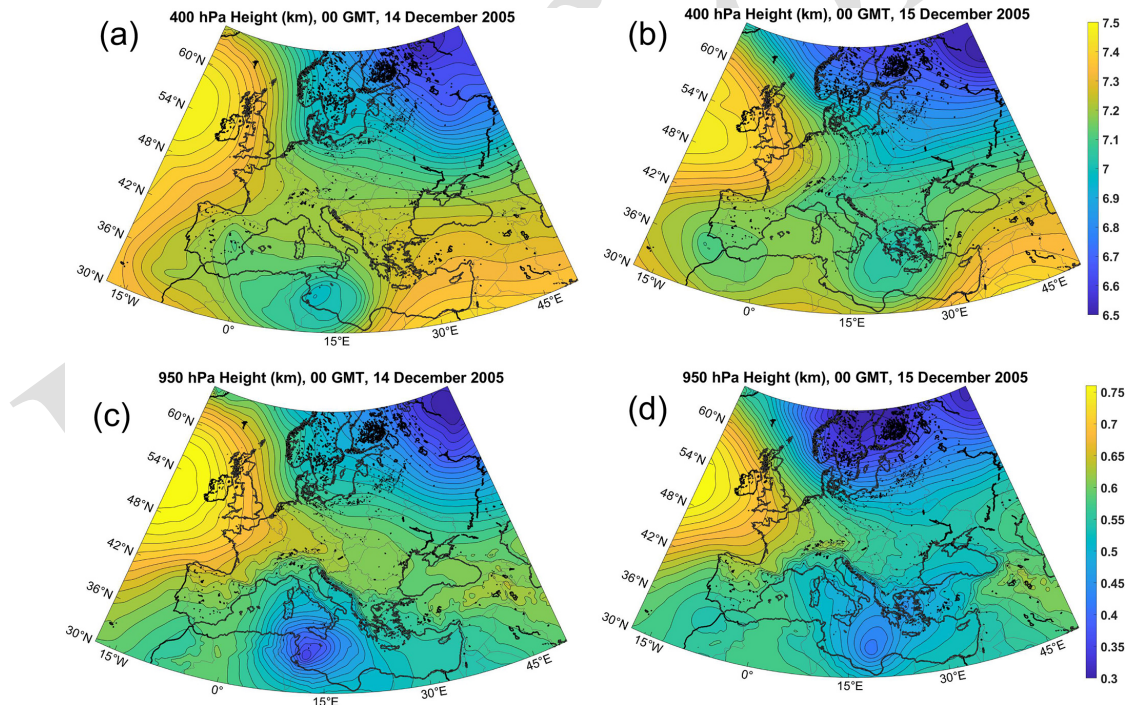 400 hPa Height (km), 00 GMT, 14 December 2005
(a)
60°N
54°N
48°N
42°N
36°N
30°N
15°W
0°
15°E
30°E
45°E
400 hPa Height (km), 00 GMT, 15 December 2005
(b)
60°N
54°N
48°N
42°N
36°N
30°N
15°W
0°
15°E
30°E
45°E
7.5
7.4
7.3
7.2
7.1
7
6.9
6.8
6.7
6.6
6.5
950 hPa Height (km), 00 GMT, 14 December 2005
(c)
60°N
54°N
48°N
42°N
36°N
30°N
15°W
0°
15°E
30°E
45°E
950 hPa Height (km), 00 GMT, 15 December 2005
(d)
60°N
54°N
48°N
42°N
36°N
30°N
15°W
0°
15°E
30°E
45°E
0.75
0.7
0.65
0.6
0.55
0.5
0.45
0.4
0.35
0.3